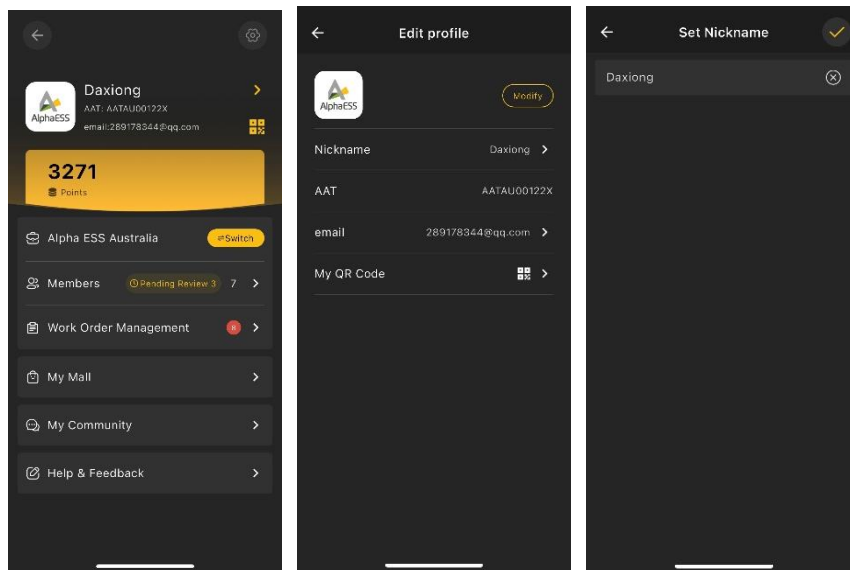 Daxiong
AAT: AATAU00122X
email:289178344@qq.com
AlphaESS
3271
Points
Alpha ESS Australia
Switch
Members
Pending Review 3
7
Work Order Management
My Mall
My Community
Help & Feedback
Edit profile
AlphaESS
Modify
Nickname
Daxiong
AAT
AATAU00122X
email
289178344@qq.com
My QR Code
Set Nickname
Daxiong